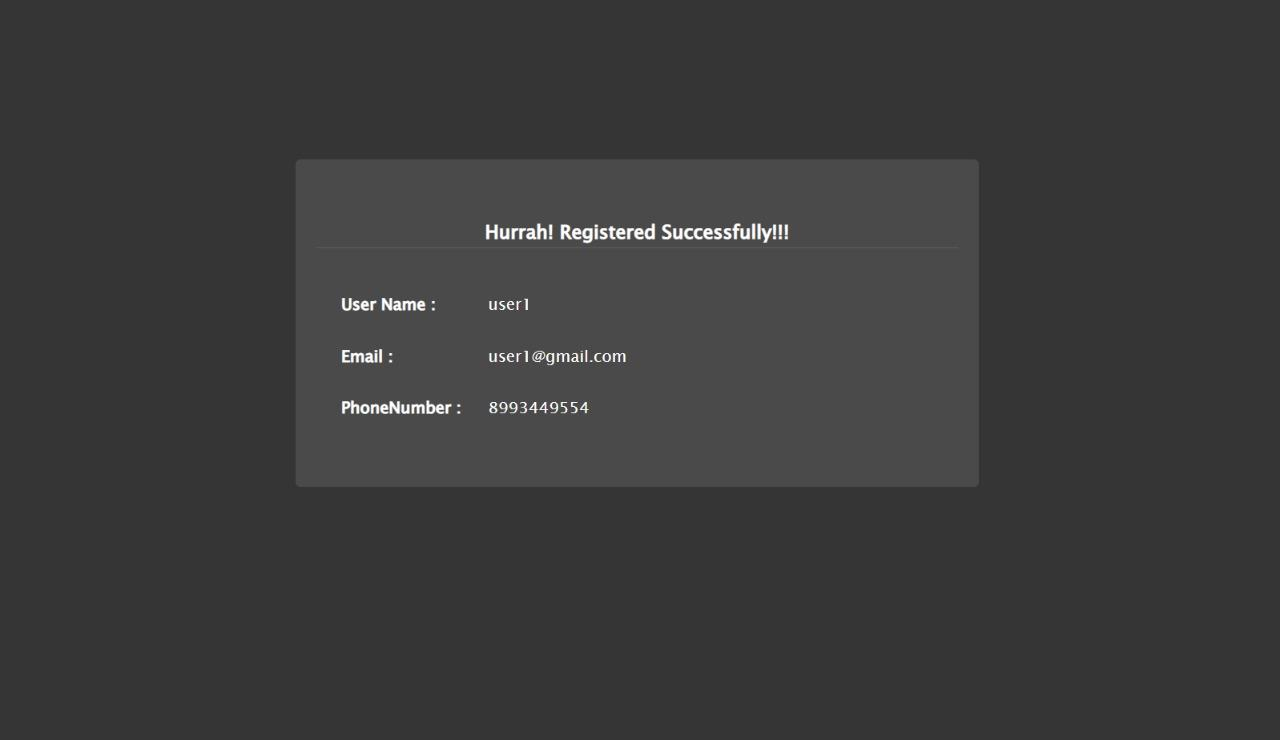 Hurrah! Registered Successfully!!!
User Name : user1
Email : user1@gmail.com
PhoneNumber : 8993449554